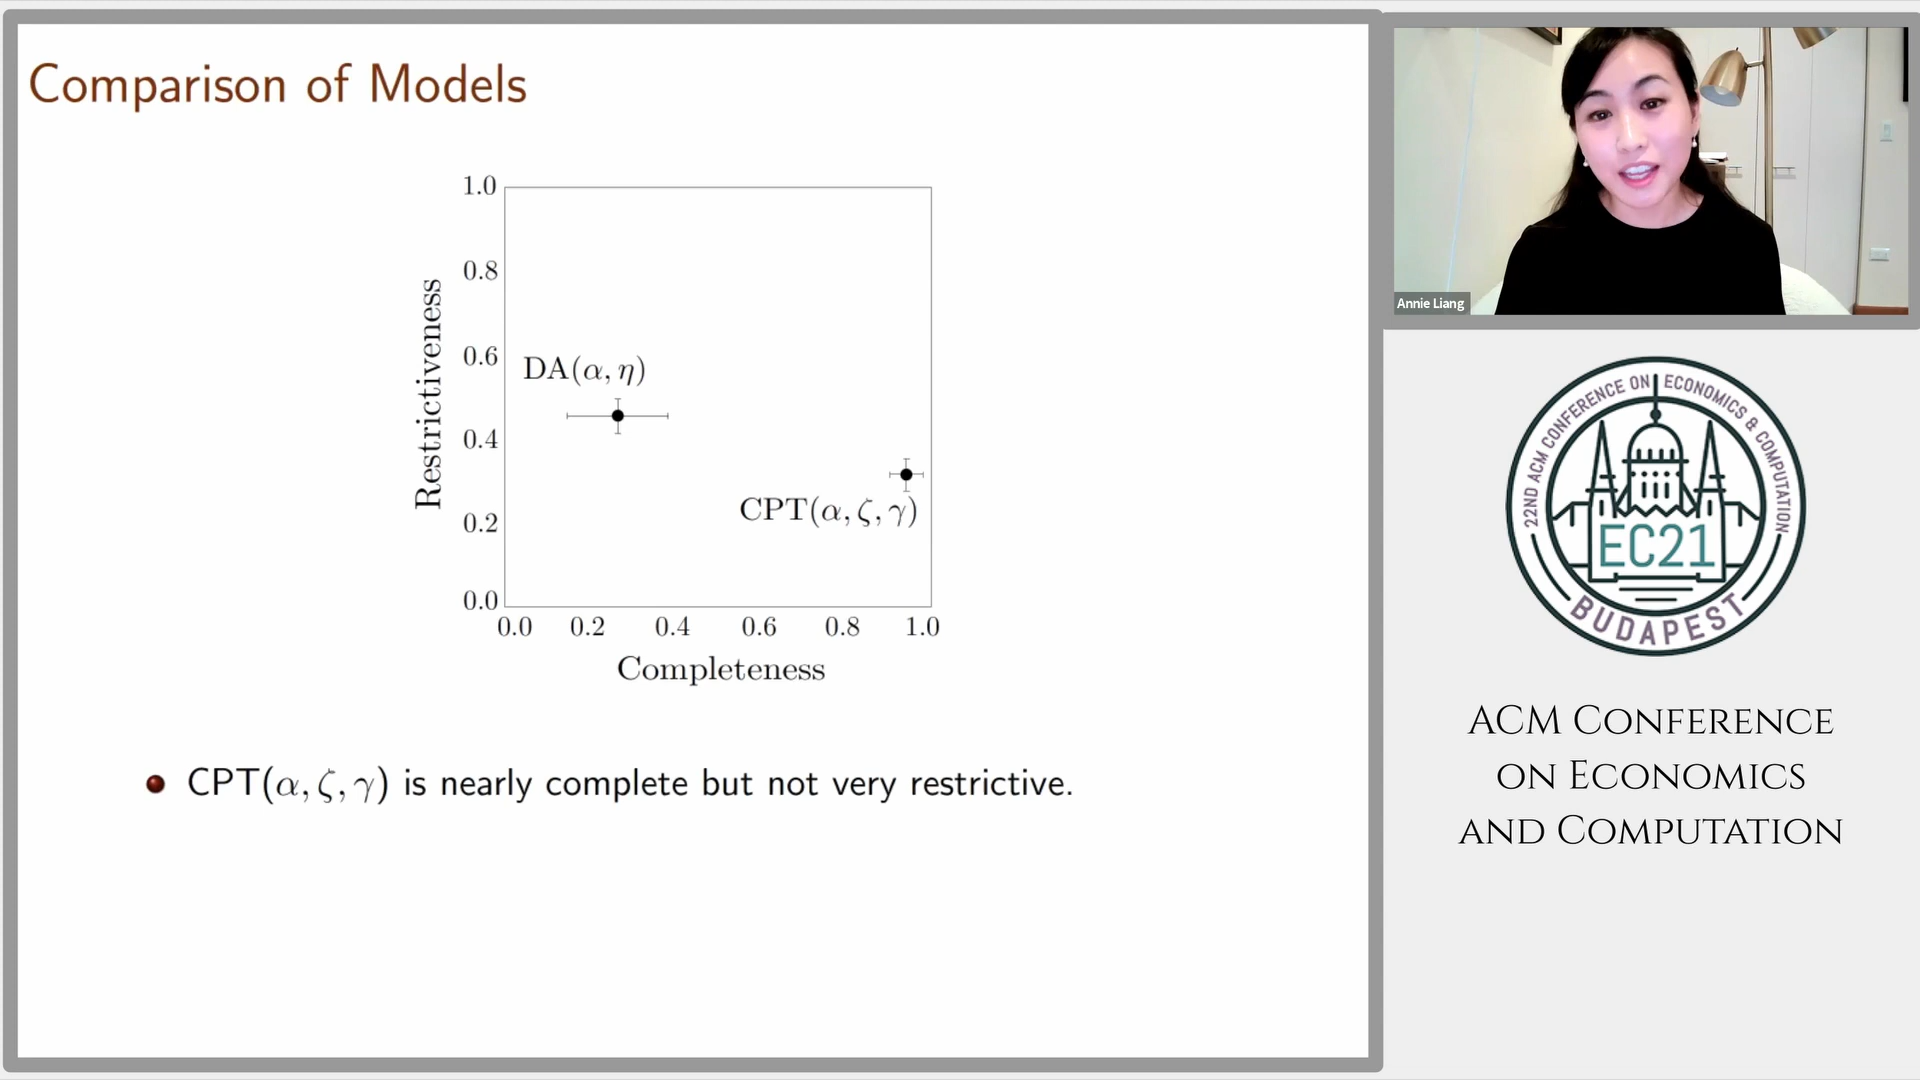 Comparison of Models
1.0
0.8
0.6
0.4
0.2
0.0
Restrictiveness
DA(α, η)
CPT(α, ζ, γ)
0.0 0.2 0.4 0.6 0.8 1.0
Completeness
CPT(α, ζ, γ) is nearly complete but not very restrictive.
Annie Liang
22ND ACM CONFERENCE ON ECONOMICS & COMPUTATION
EC21
BUDAPEST
ACM CONFERENCE
ON ECONOMICS
AND COMPUTATION